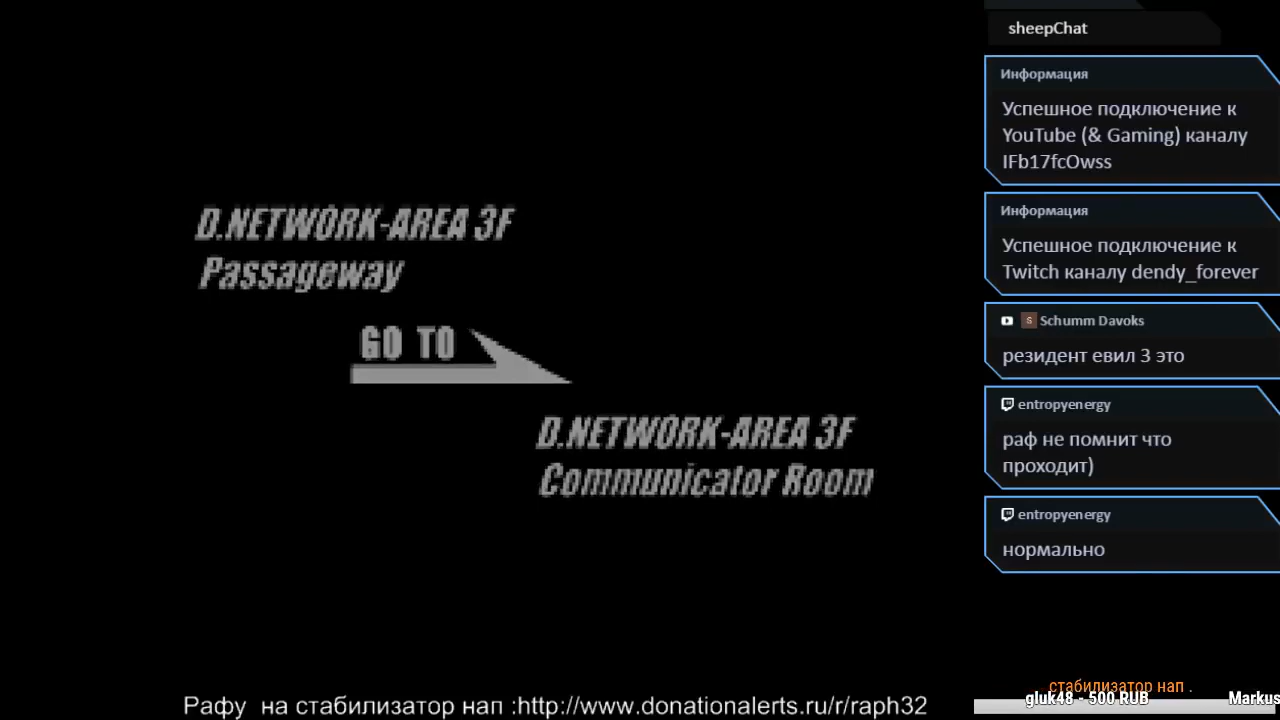 D.NETWORK-AREA 3F
Passageway
GO TO
D.NETWORK-AREA 3F
Communicator Room
sheepChat
Информация
Успешное подключение к
YouTube (& Gaming) каналу
IFb17fcOwss
Информация
Успешное подключение к
Twitch каналу dendy_forever
S Schumm Davoks
резидент евил 3 это
entropyenergy
раф не помнит что
проходит)
entropyenergy
нормально
стабилизатор нап .
gluk48 - 500 RUB Markus
Рафу на стабилизатор нап :http://www.donationalerts.ru/r/raph32